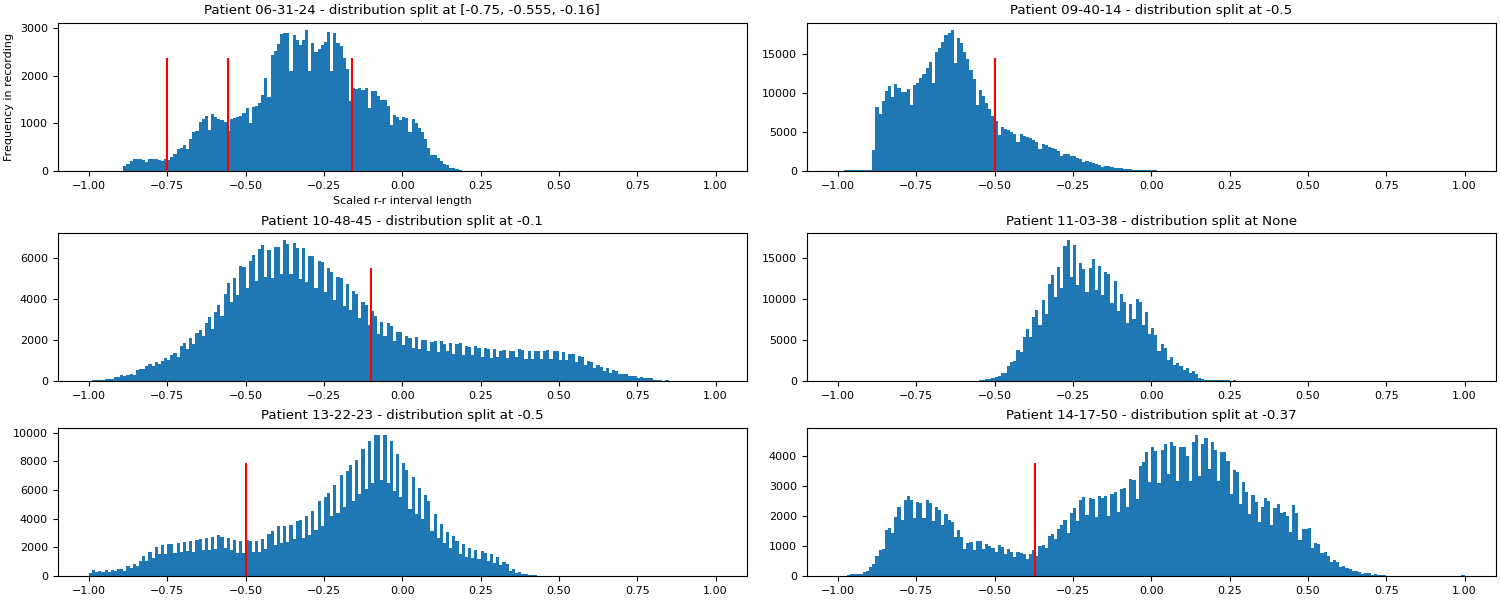 Patient 06-31-24 - distribution split at [-0.75, -0.555, -0.16]
Frequency in recording
3000
2000
1000
0
−1.00 −0.75 −0.50 −0.25 0.00 0.25 0.50 0.75 1.00
Scaled r-r interval length
Patient 09-40-14 - distribution split at -0.5
15000
10000
5000
0
−1.00 −0.75 −0.50 −0.25 0.00 0.25 0.50 0.75 1.00
Patient 10-48-45 - distribution split at -0.1
6000
4000
2000
0
−1.00 −0.75 −0.50 −0.25 0.00 0.25 0.50 0.75 1.00
Patient 11-03-38 - distribution split at None
15000
10000
5000
0
−1.00 −0.75 −0.50 −0.25 0.00 0.25 0.50 0.75 1.00
Patient 13-22-23 - distribution split at -0.5
10000
8000
6000
4000
2000
0
−1.00 −0.75 −0.50 −0.25 0.00 0.25 0.50 0.75 1.00
Patient 14-17-50 - distribution split at -0.37
4000
3000
2000
1000
0
−1.00 −0.75 −0.50 −0.25 0.00 0.25 0.50 0.75 1.00